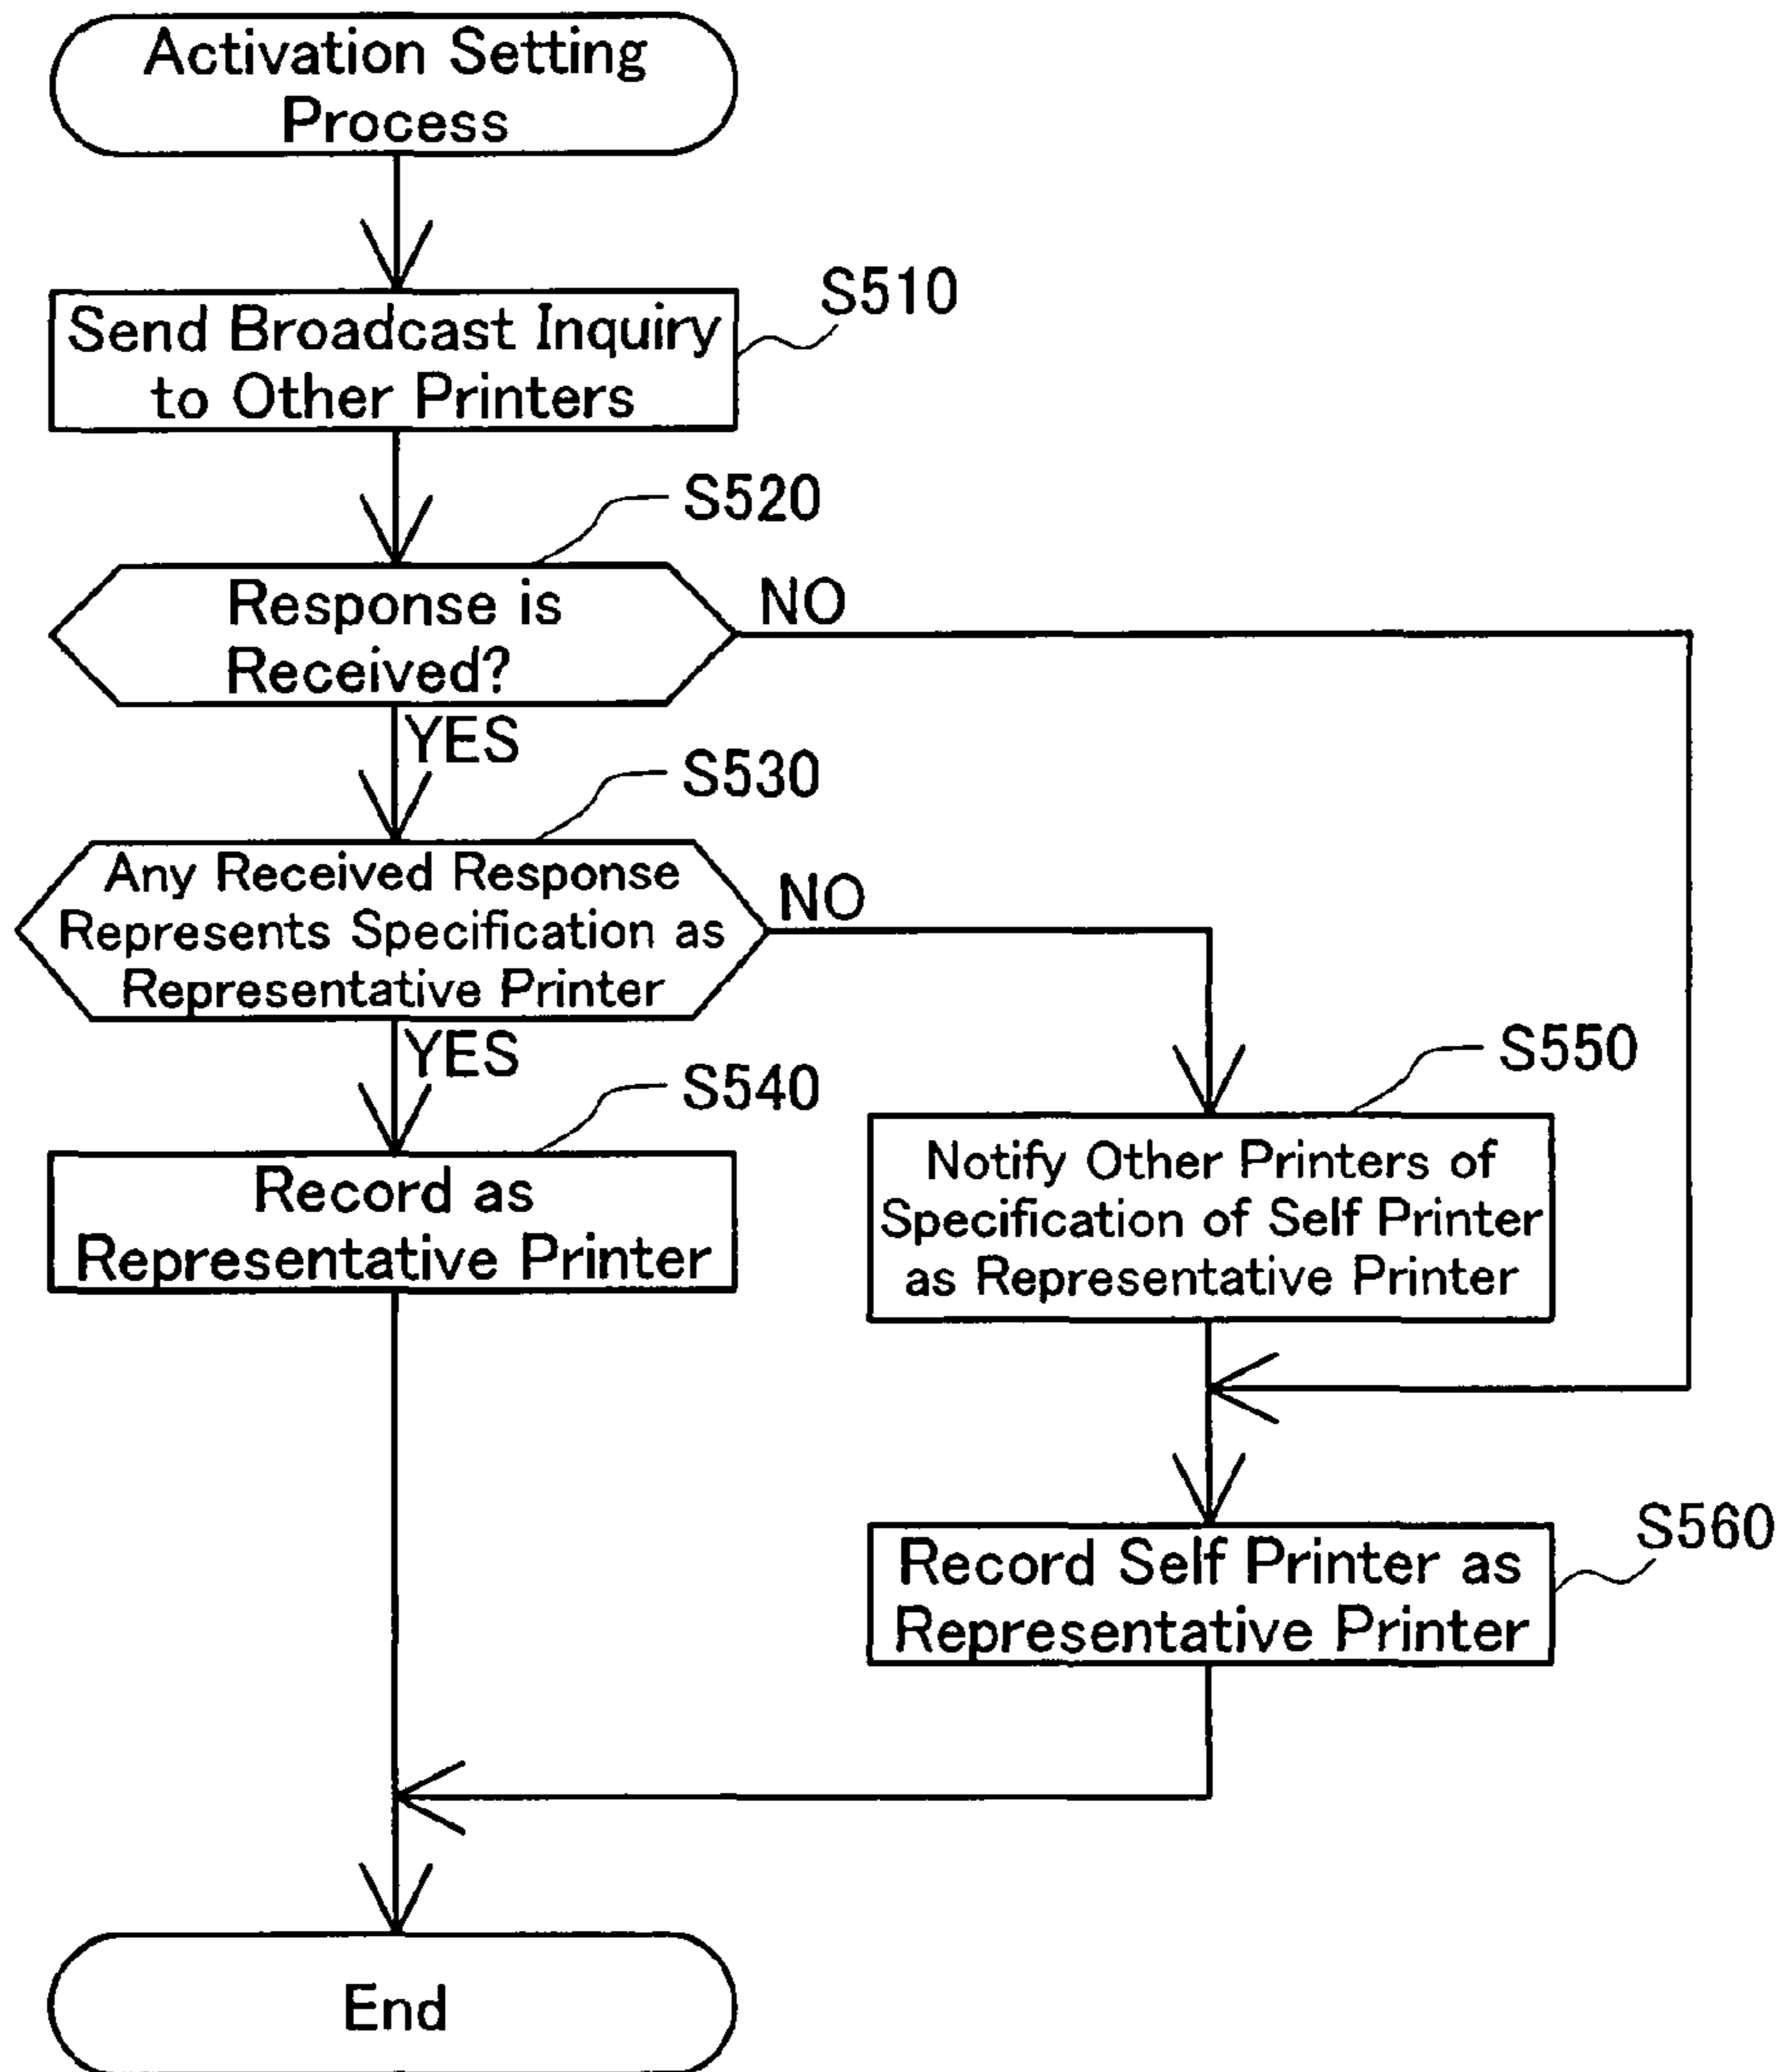 Activation Setting
Process
S510
Send Broadcast Inquiry
to Other Printers
S520
Response is
Received?
NO
YES
S530
Any Received Response
Represents Specification as
Representative Printer
NO
YES
S540
Record as
Representative Printer
S550
Notify Other Printers of
Specification of Self Printer
as Representative Printer
S560
Record Self Printer as
Representative Printer
End